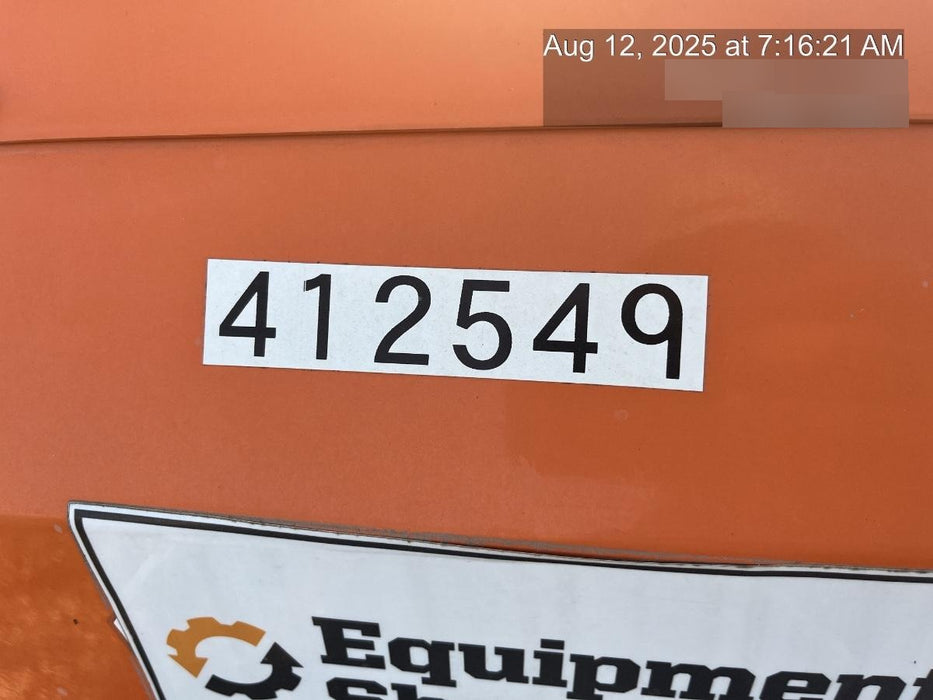 Aug 12, 2025 at 7:16:21 AM
412549
Equipment